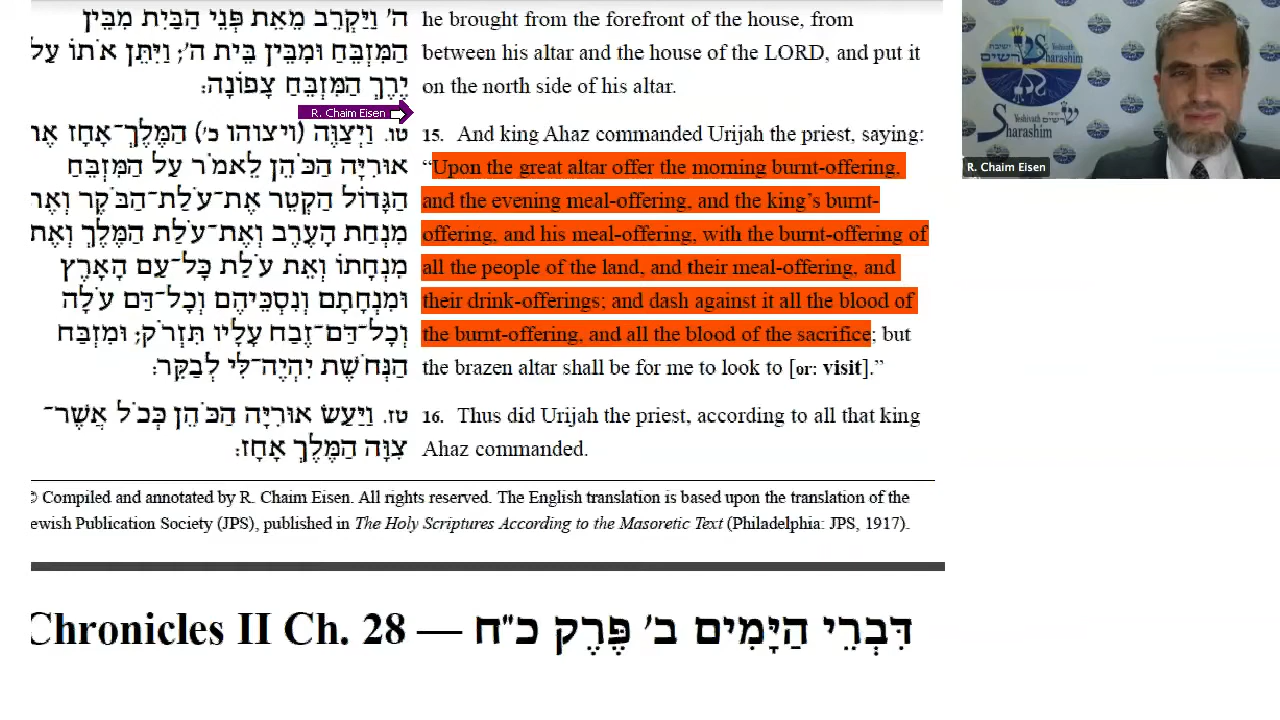 ה' וַיַּקְרֵב מֵאֵת פְּנֵי הַבַּיִת מִבֵּין
הַמִּזְבֵּחַ וּמִבֵּין בֵּית ה'; וַיִּתֵּן אֹתוֹ עַל
יֶרֶךְ הַמִּזְבֵּחַ צָפוֹנָה:
טו. וַיְצַוֶּה (ויצוהו כ') הַמֶּלֶךְ־אָחָז
אוּרִיָּה הַכֹּהֵן לֵאמֹר עַל הַמִּזְבֵּחַ
הַגָּדוֹל הַקְטֵר אֶת־עֹלַת־הַבֹּקֶר
מִנְחַת הָעֶרֶב וְאֶת־עֹלַת הַמֶּלֶךְ וְאֶת
מִנְחָתוֹ וְאֵת עֹלַת כָּל־עַם הָאָרֶץ
וּמִנְחָתָם וְנִסְכֵּיהֶם וְכָל־דַּם עֹלָה
וְכָל־דַּם־זֶבַח עָלָיו תִּזְרֹק; וּמִזְבַּח
הַנְּחֹשֶׁת יִהְיֶה־לִּי לְבַקֵּר:
טז. וַיַּעַשׂ אוּרִיָּה הַכֹּהֵן כְּכֹל אֲשֶׁר־
צִוָּה הַמֶּלֶךְ אָחָז:
he brought from the forefront of the house, from
between his altar and the house of the LORD, and put it
on the north side of his altar.
R. Chaim Eisen
15. And king Ahaz commanded Urijah the priest, saying:
“Upon the great altar offer the morning burnt-offering,
and the evening meal-offering, and the king’s burnt-
offering, and his meal-offering, with the burnt-offering of
all the people of the land, and their meal-offering, and
their drink-offerings; and dash against it all the blood of
the burnt-offering, and all the blood of the sacrifice; but
the brazen altar shall be for me to look to [or: visit].”
16. Thus did Urijah the priest, according to all that king
Ahaz commanded.
© Compiled and annotated by R. Chaim Eisen. All rights reserved. The English translation is based upon the translation of the
ewish Publication Society (JPS), published in The Holy Scriptures According to the Masoretic Text (Philadelphia: JPS, 1917).
Chronicles II Ch. 28 — דִּבְרֵי הַיָּמִים ב' פֶּרֶק כ"ח
ישיבת
שרשים
Yeshivath
Sharashim
R. Chaim Eisen